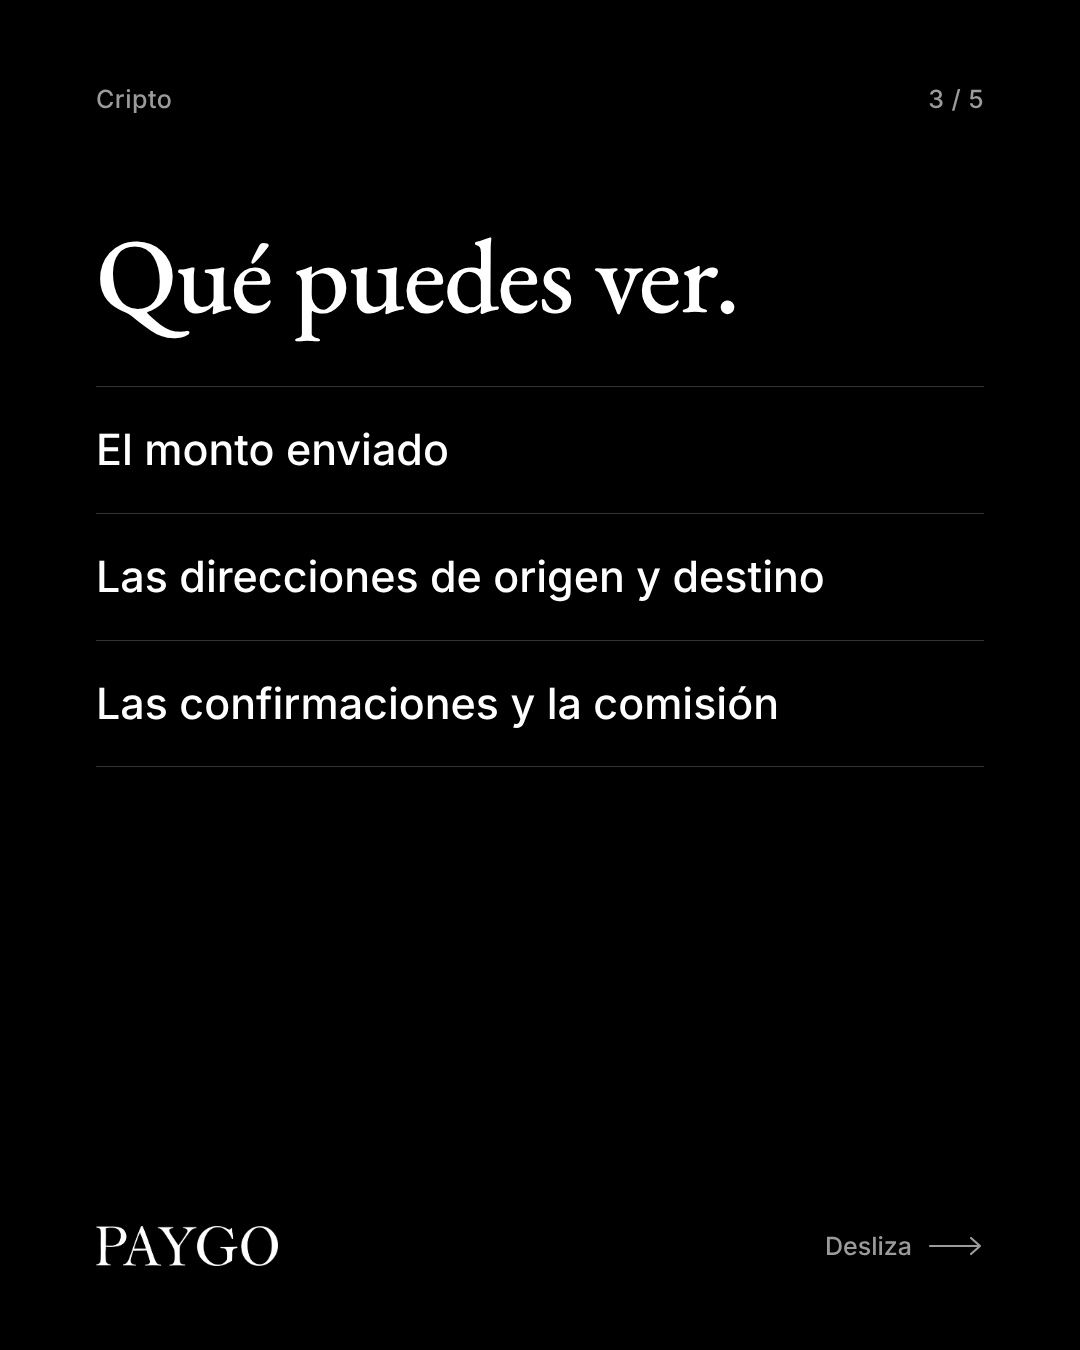 Cripto
3 / 5
Qué puedes ver.
El monto enviado
Las direcciones de origen y destino
Las confirmaciones y la comisión
PAYGO
Desliza